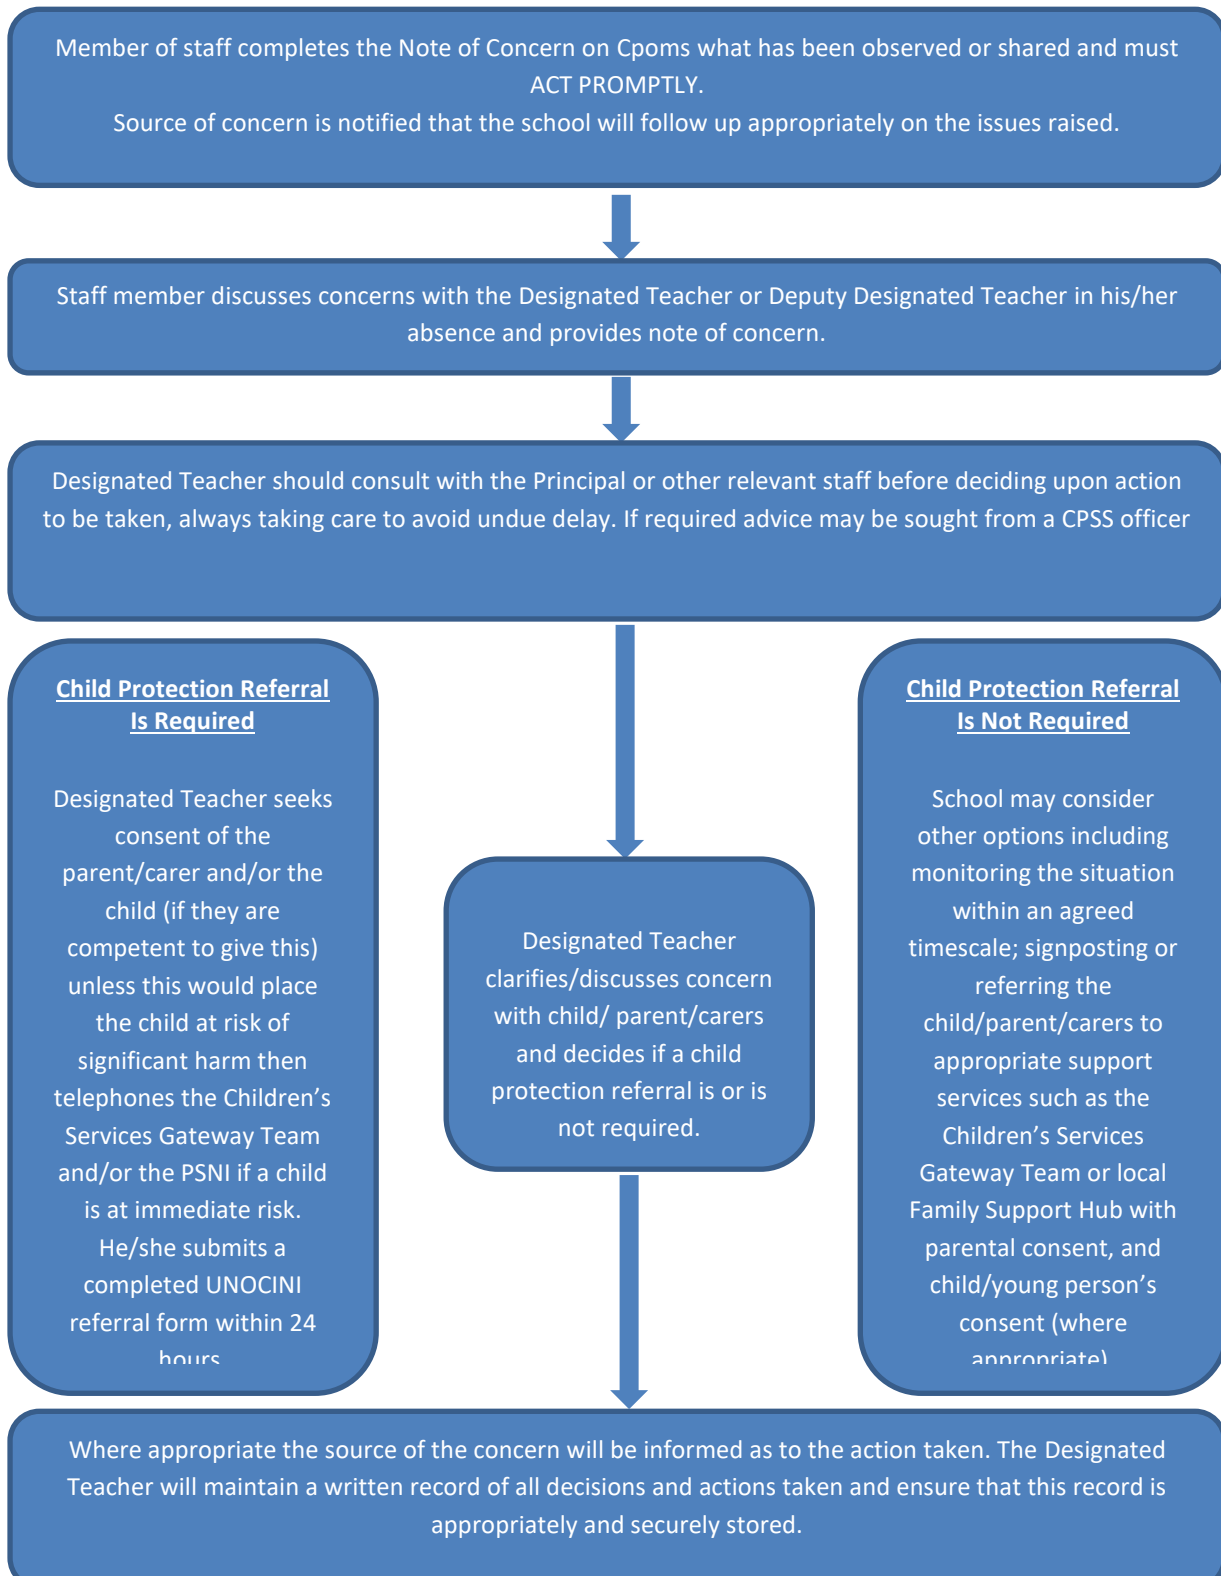 Member of staff completes the Note of Concern on Cpoms what has been observed or shared and must
ACT PROMPTLY.
Source of concern is notified that the school will follow up appropriately on the issues raised.
Staff member discusses concerns with the Designated Teacher or Deputy Designated Teacher in his/her
absence and provides note of concern.
Designated Teacher should consult with the Principal or other relevant staff before deciding upon action
to be taken, always taking care to avoid undue delay. If required advice may be sought from a CPSS officer
Child Protection Referral
Is Required
Designated Teacher seeks
consent of the
parent/carer and/or the
child (if they are
competent to give this)
unless this would place
the child at risk of
significant harm then
telephones the Children’s
Services Gateway Team
and/or the PSNI if a child
is at immediate risk.
He/she submits a
completed UNOCINI
referral form within 24
hours
Designated Teacher
clarifies/discusses concern
with child/ parent/carers
and decides if a child
protection referral is or is
not required.
Child Protection Referral
Is Not Required
School may consider
other options including
monitoring the situation
within an agreed
timescale; signposting or
referring the
child/parent/carers to
appropriate support
services such as the
Children’s Services
Gateway Team or local
Family Support Hub with
parental consent, and
child/young person’s
consent (where
appropriate)
Where appropriate the source of the concern will be informed as to the action taken. The Designated
Teacher will maintain a written record of all decisions and actions taken and ensure that this record is
appropriately and securely stored.